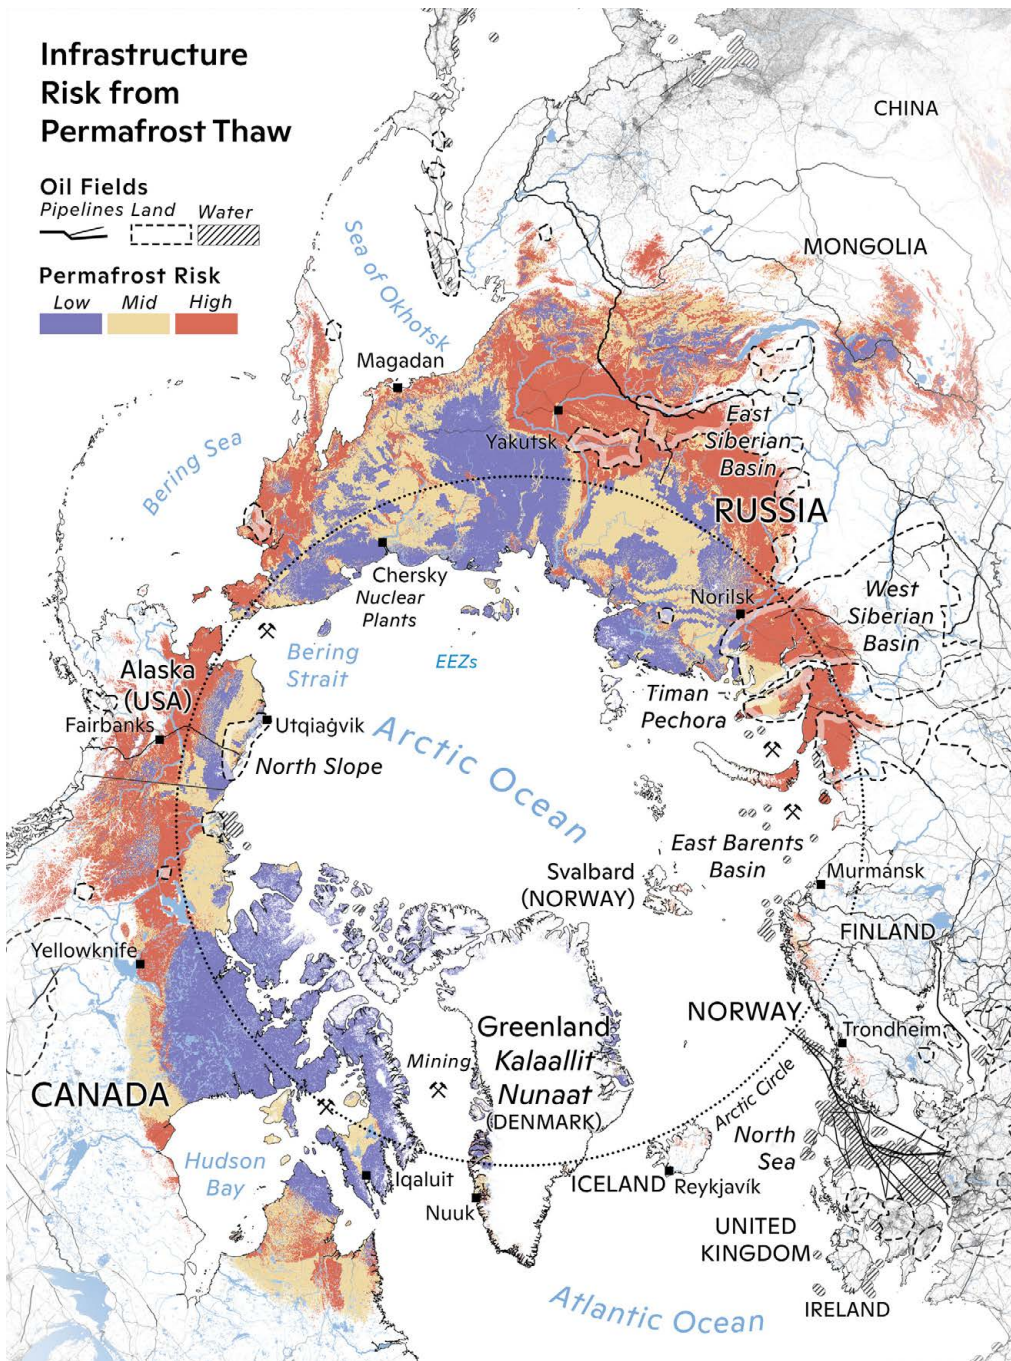 Infrastructure
Risk from
Permafrost Thaw
Oil Fields
Pipelines Land Water
Permafrost Risk
Low Mid High
CHINA
MONGOLIA
Sea of Okhotsk
Magadan
Bering Sea
Yakutsk
East
Siberian
Basin
RUSSIA
Chersky
Nuclear
Plants
Norilsk
West
Siberian
Basin
Bering
Strait
EEZs
Alaska
(USA)
Fairbanks
Utqiaġvik
North Slope
Timan
Pechora
Arctic Ocean
East Barents
Basin
Svalbard
(NORWAY)
Murmansk
FINLAND
Yellowknife
NORWAY
Trondheim
Greenland
Kalaallit
Nunaat
(DENMARK)
Mining
CANADA
Arctic Circle
North
Sea
Hudson
Bay
Iqaluit
Nuuk
ICELAND
Reykjavík
UNITED
KINGDOM
IRELAND
Atlantic Ocean